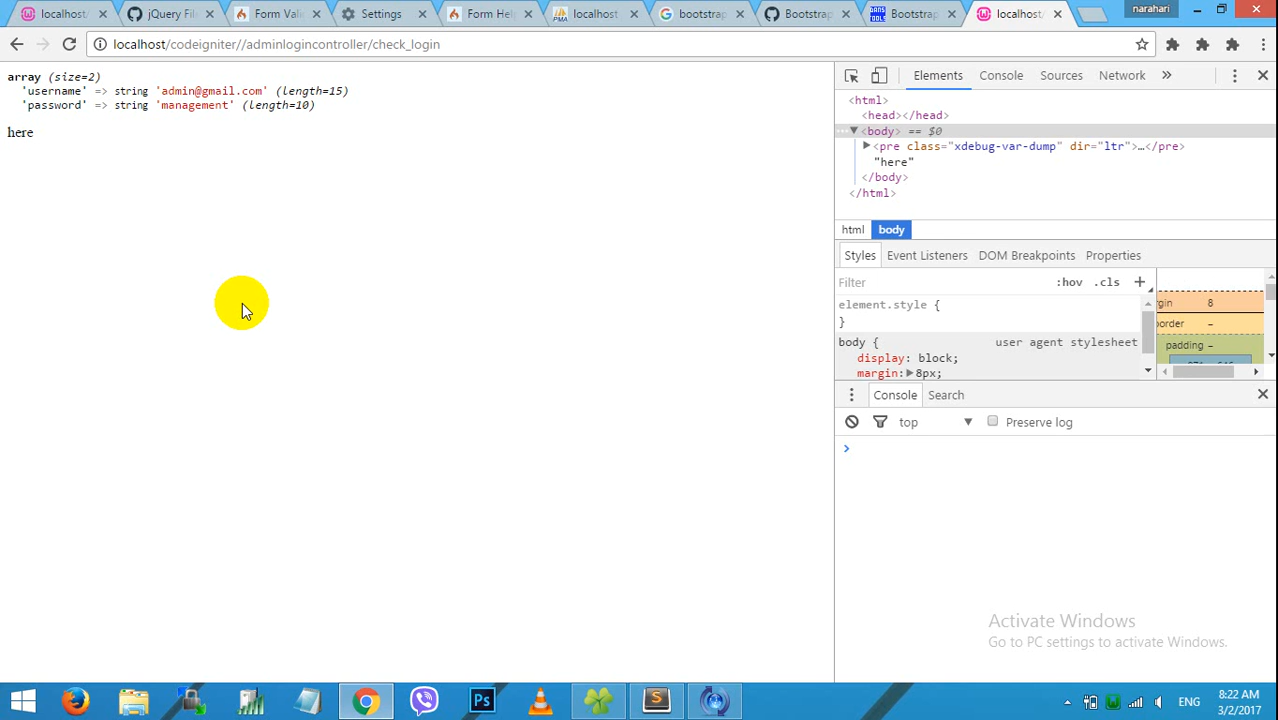 localhost/
jQuery File
Form Val
Settings
Form Hel
localhost
bootstrap
Bootstrap
Bootstrap
localhost/
narahari
localhost/codeigniter//adminlogincontroller/check_login
array (size=2)
'username' => string 'admin@gmail.com' (length=15)
'password' => string 'management' (length=10)
here
Elements Console Sources Network »
<html>
<head></head>
… ▼ <body> == $0
▶ <pre class="xdebug-var-dump" dir="ltr">…</pre>
"here"
</body>
</html>
html body
Styles Event Listeners DOM Breakpoints Properties
Filter :hov .cls +
element.style {
}
body { user agent stylesheet
display: block;
margin:▶ 8px;
gin 8
order –
padding –
Console Search
top ▼ Preserve log
>
Activate Windows
Go to PC settings to activate Windows.
Ps
S
ENG
8:22 AM
3/2/2017